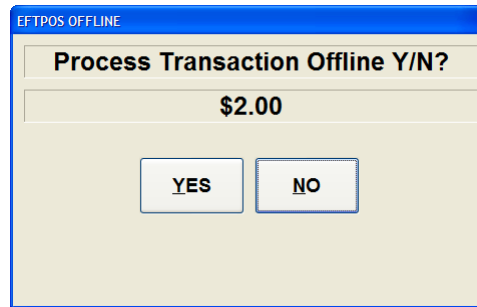 EFTPOS OFFLINE
Process Transaction Offline Y/N?
$2.00
YES NO